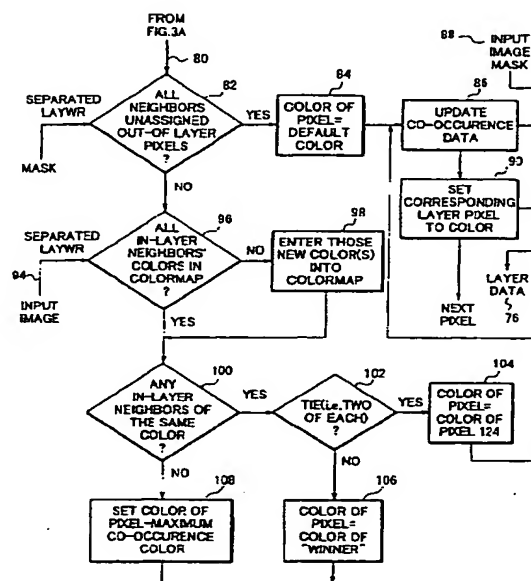 FROM
FIG.3A
80
82
ALL
NEIGHBORS
UNASSIGNED
OUT-OF LAYER
PIXELS
?
SEPARATED
LAYWR
MASK
YES
84
COLOR OF
PIXEL=
DEFAULT
COLOR
88
INPUT
IMAGE
MASK
86
UPDATE
CO-OCCURENCE
DATA
90
SET
CORRESPONDING
LAYER PIXEL
TO COLOR
NEXT
PIXEL
LAYER
DATA
76
NO
96
ALL
IN-LAYER
NEIGHBORS'
COLORS IN
COLORMAP
?
SEPARATED
LAYWR
94
INPUT
IMAGE
NO
98
ENTER THOSE
NEW COLOR(S)
INTO
COLORMAP
YES
100
ANY
IN-LAYER
NEIGHBORS OF
THE SAME
COLOR
?
YES
102
TIE(i.e.TWO
OF EACH)
?
YES
104
COLOR OF
PIXEL=
COLOR OF
PIXEL 124
NO
108
SET COLOR OF
PIXEL-MAXIMUM
CO-OCCURENCE
COLOR
NO
106
COLOR OF
PIXEL=
COLOR OF
"WINNER"